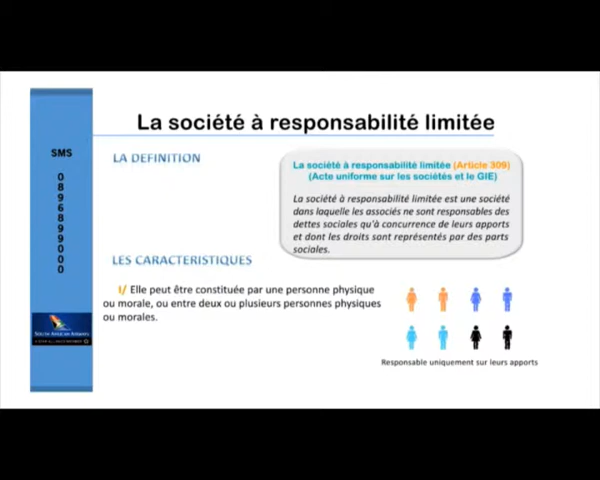 La société à responsabilité limitée
SMS
0
8
9
6
8
9
9
0
0
0
LA DEFINITION
La société à responsabilité limitée (Article 309)
(Acte uniforme sur les sociétés et le GIE)
La société à responsabilité limitée est une société
dans laquelle les associés ne sont responsables des
dettes sociales qu'à concurrence de leurs apports
et dont les droits sont représentés par des parts
sociales.
LES CARACTERISTIQUES
I/ Elle peut être constituée par une personne physique
ou morale, ou entre deux ou plusieurs personnes physiques
ou morales.
Responsable uniquement sur leurs apports
SOUTH AFRICAN AIRWAYS